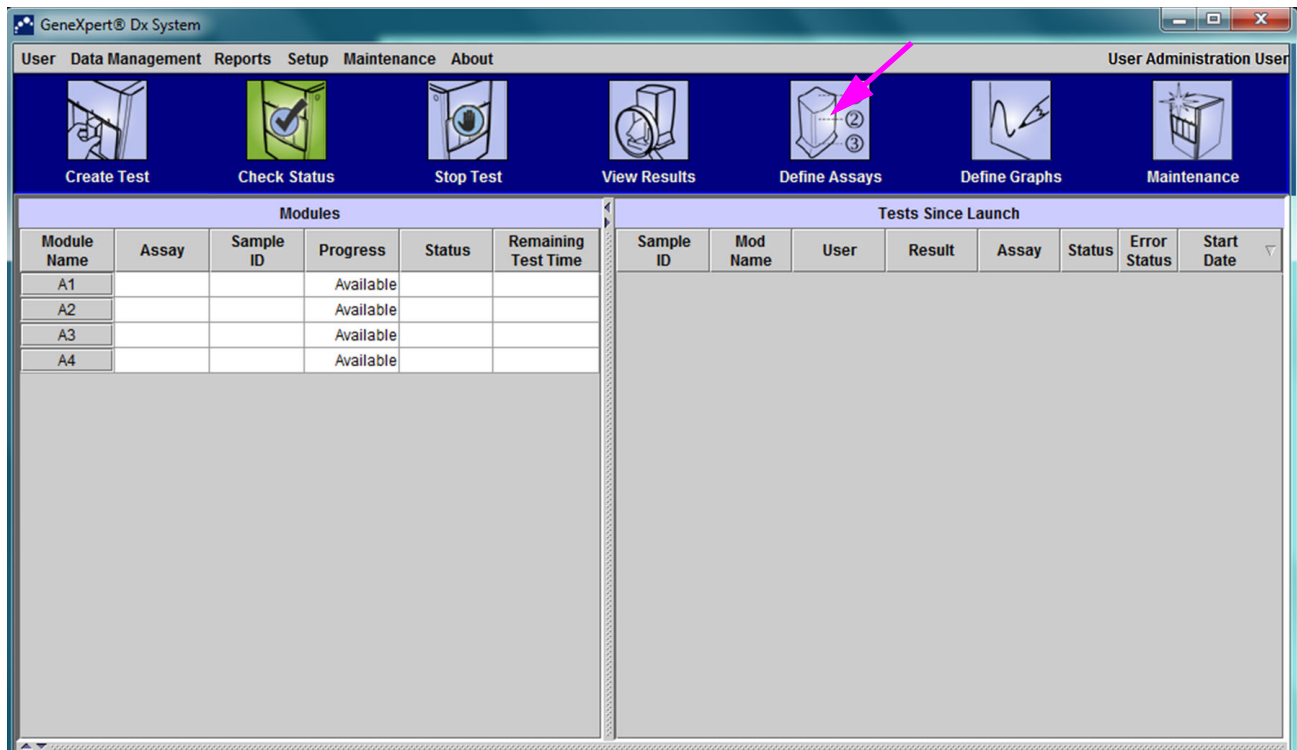 GeneXpert® Dx System
User Data Management Reports Setup Maintenance About User Administration User
② 
③
Create Test Check Status Stop Test View Results Define Assays Define Graphs Maintenance
Modules Tests Since Launch
Module Name Assay Sample ID Progress Status Remaining Test Time Sample ID Mod Name User Result Assay Status Error Status Start Date
A1 Available
A2 Available
A3 Available
A4 Available